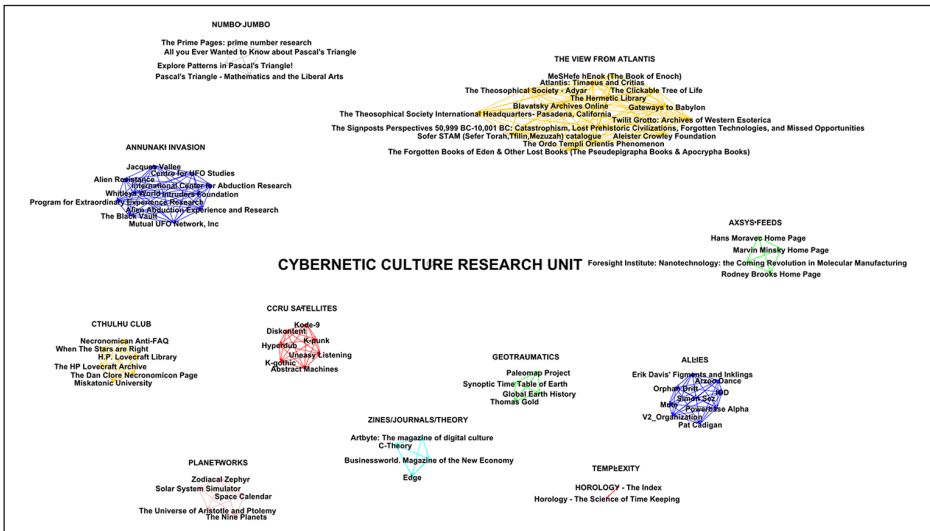 NUMBO-JUMBO
The Prime Pages: prime number research
All you Ever Wanted to Know about Pascal's Triangle
Explore Patterns in Pascal's Triangle!
Pascal's Triangle - Mathematics and the Liberal Arts
THE VIEW FROM ATLANTIS
MeSHefe hEnok (The Book of Enoch)
Atlantis: Timaeus and Critias
The Theosophical Society - Adyar
The Clickable Tree of Life
The Hermetic Library
Blavatsky Archives Online
Gateways to Babylon
The Theosophical Society International Headquarters- Pasadena, California
Twilit Grotto: Archives of Western Esoterica
The Signposts Perspectives 50,999 BC-10,001 BC: Catastrophism, Lost Prehistoric Civilizations, Forgotten Technologies, and Missed Opportunities
Sofer STAM (Sefer Torah,Tfilin,Mezuzah) catalogue
Aleister Crowley Foundation
The Ordo Templi Orientis Phenomenon
The Forgotten Books of Eden & Other Lost Books (The Pseudepigrapha Books & Apocrypha Books)
ANNUNAKI INVASION
Jacques Vallee
Centre for UFO Studies
Alien Resistance
International Center for Abduction Research
Whitley's World
Intruders Foundation
Program for Extraordinary Experience Research
Alien Abduction Experience and Research
The Black Vault
Mutual UFO Network, Inc
AXSYS-FEEDS
Hans Moravec Home Page
Marvin Minsky Home Page
Foresight Institute: Nanotechnology: the Coming Revolution in Molecular Manufacturing
Rodney Brooks Home Page
CYBERNETIC CULTURE RESEARCH UNIT
CCRU SATELLITES
Kode-9
Diskontent
K-punk
Hyperdub
Uneasy Listening
K-gothic
Abstract Machines
CTHULHU CLUB
Necronomican Anti-FAQ
When The Stars are Right
H.P. Lovecraft Library
The HP Lovecraft Archive
The Dan Clore Necronomicon Page
Miskatonic University
GEOTRAUMATICS
Paleomap Project
Synoptic Time Table of Earth
Global Earth History
Thomas Gold
ALLIES
Erik Davis' Figments and Inklings
Arzoo Dance
Orphan Drift
IOD
Simon Sez
Mute
Powerbase Alpha
V2_Organization
Pat Cadigan
ZINES/JOURNALS/THEORY
Artbyte: The magazine of digital culture
C-Theory
Businessworld. Magazine of the New Economy
Edge
PLANETWORKS
Zodiacal Zephyr
Solar System Simulator
Space Calendar
The Universe of Aristotle and Ptolemy
The Nine Planets
TEMPLEXITY
HOROLOGY - The Index
Horology - The Science of Time Keeping